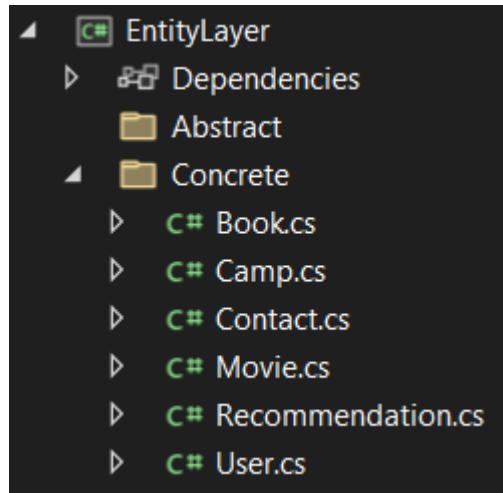 C# EntityLayer
Dependencies
Abstract
Concrete
C# Book.cs
C# Camp.cs
C# Contact.cs
C# Movie.cs
C# Recommendation.cs
C# User.cs